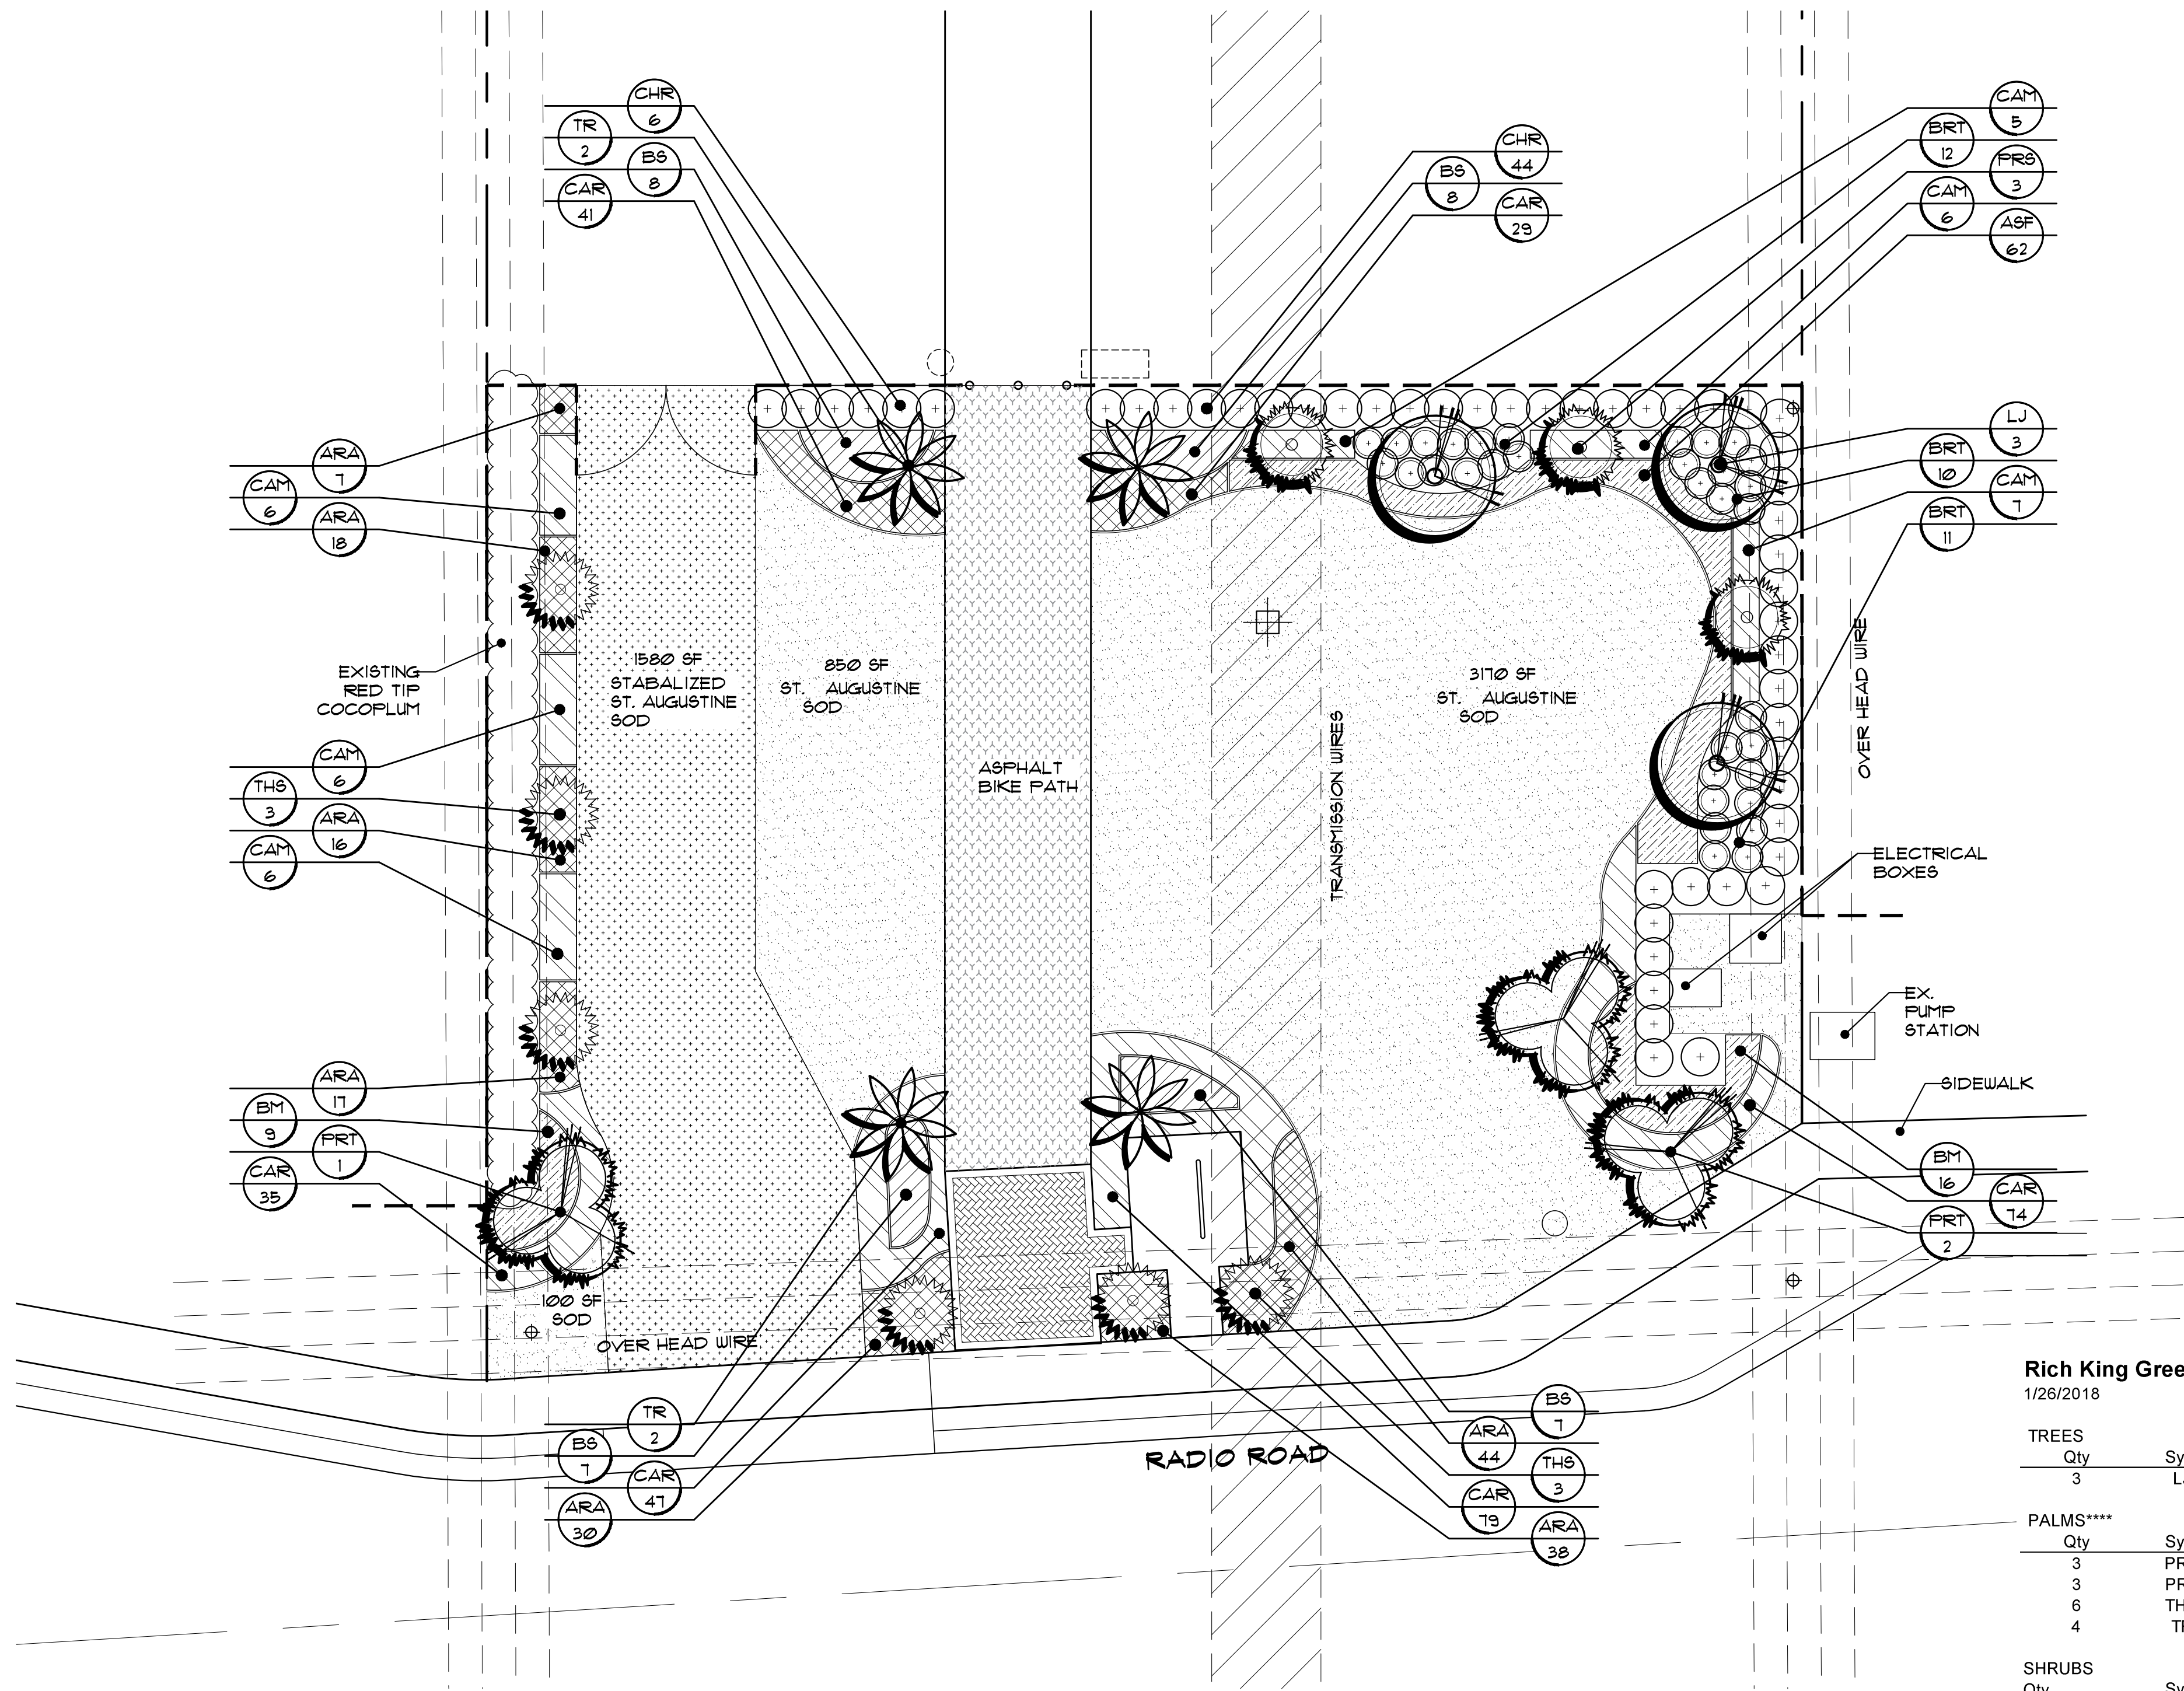 CHR
6
TR
2
BS
8
CAR
41
CHR
44
BS
8
CAR
29
CAM
5
BRT
12
PRS
3
CAM
6
ASF
62
LJ
3
BRT
10
CAM
7
BRT
11
ARA
7
CAM
6
ARA
18
EXISTING
RED TIP
COCOPLUM
1580 SF
STABALIZED
ST. AUGUSTINE
SOD
850 SF
ST. AUGUSTINE
SOD
3170 SF
ST. AUGUSTINE
SOD
ASPHALT
BIKE PATH
TRANSMISSION WIRES
OVER HEAD WIRE
CAM
6
THS
3
ARA
16
CAM
6
ELECTRICAL
BOXES
EX.
PUMP
STATION
SIDEWALK
ARA
17
BM
9
PRT
1
CAR
35
BM
16
CAR
74
PRT
2
100 SF
SOD
OVER HEAD WIRE
TR
2
BS
7
CAR
47
ARA
30
BS
7
ARA
44
THS
3
CAR
79
ARA
38
RADIO ROAD
Rich King Gree
1/26/2018
TREES
Qty Sy
3 L
PALMS****
Qty Sy
3 PR
3 PR
6 TH
4 T
SHRUBS
Qty Sy